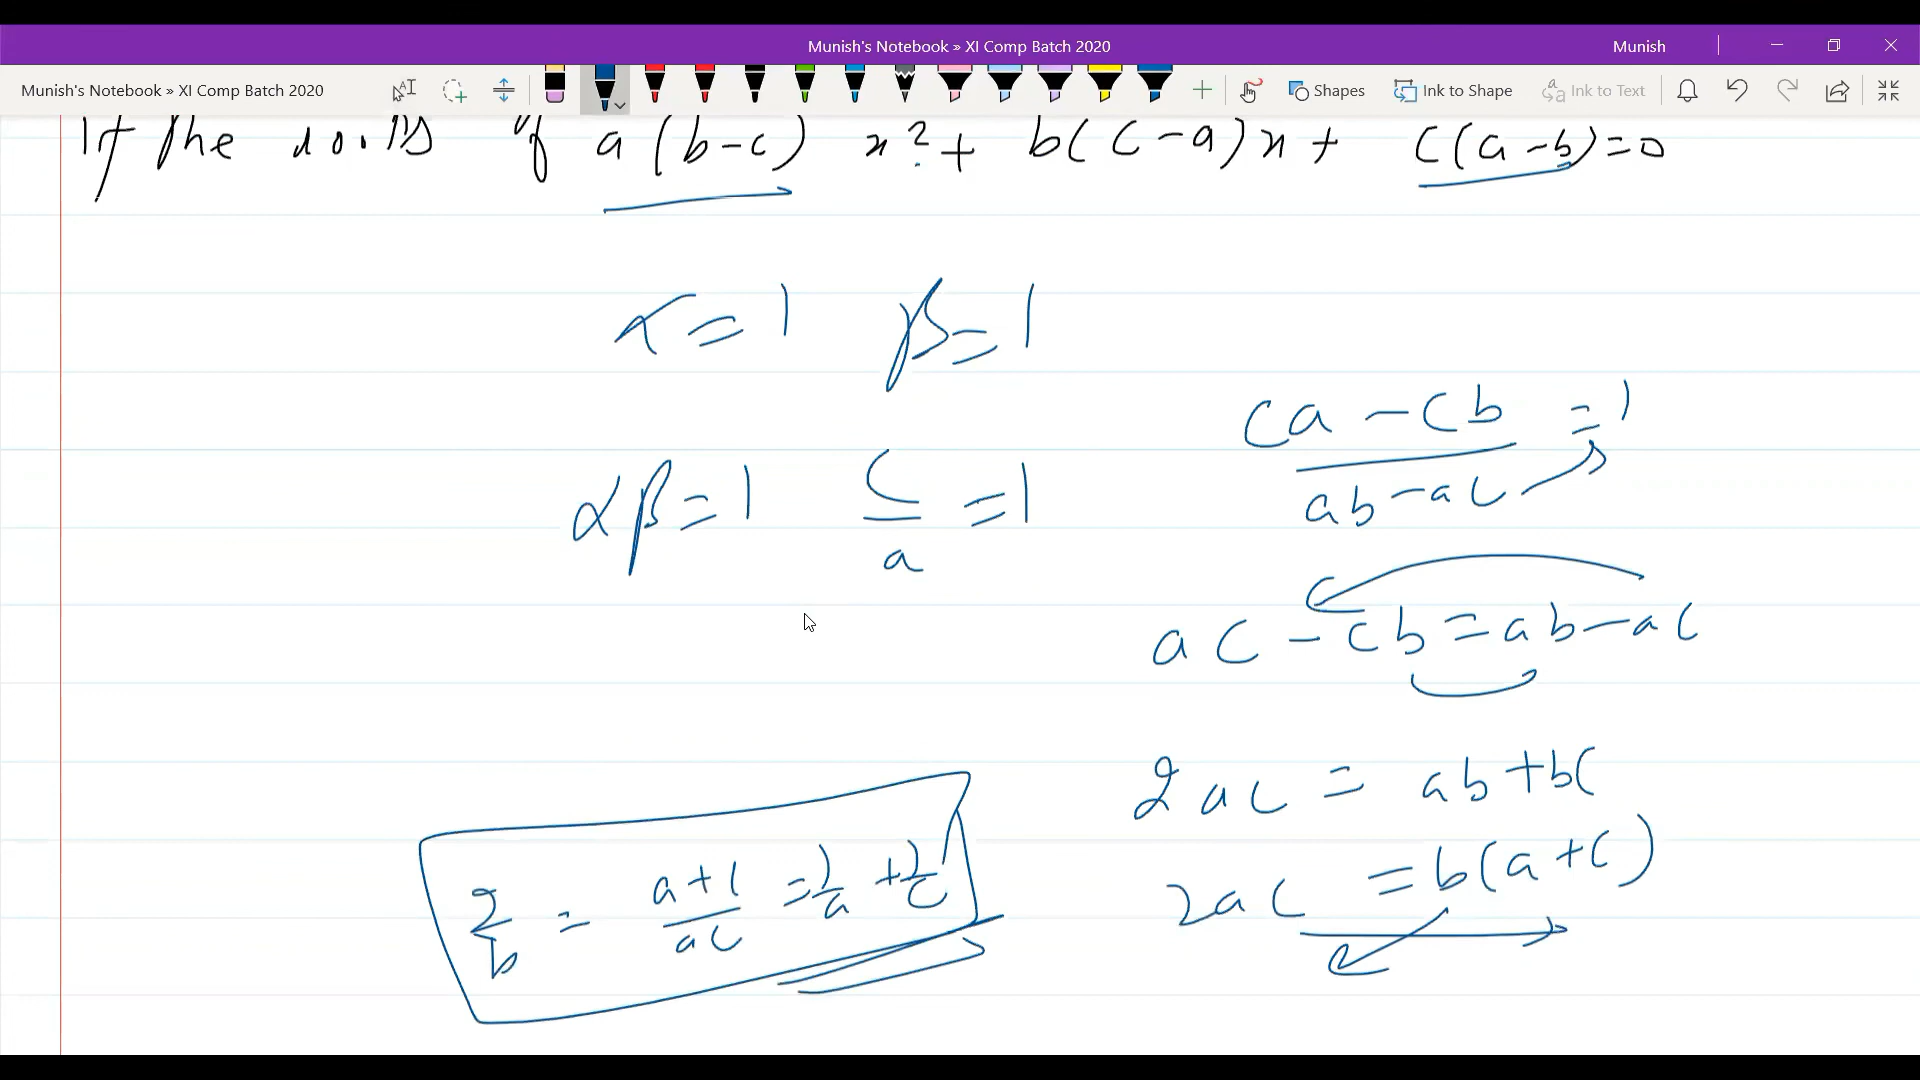 Munish's Notebook » XI Comp Batch 2020 Munish
Munish's Notebook » XI Comp Batch 2020 Shapes Ink to Shape Ink to Text
If the roots of a(b-c) x² + b(c-a)x + c(a-b)=0
α=1 β=1
ca-cb/ab-ac =1
αβ=1 c/a =1
ac-cb=ab-ac
2ac = ab+bc
2ac = b(a+c)
2/b = a+c/ac = 1/a + 1/c